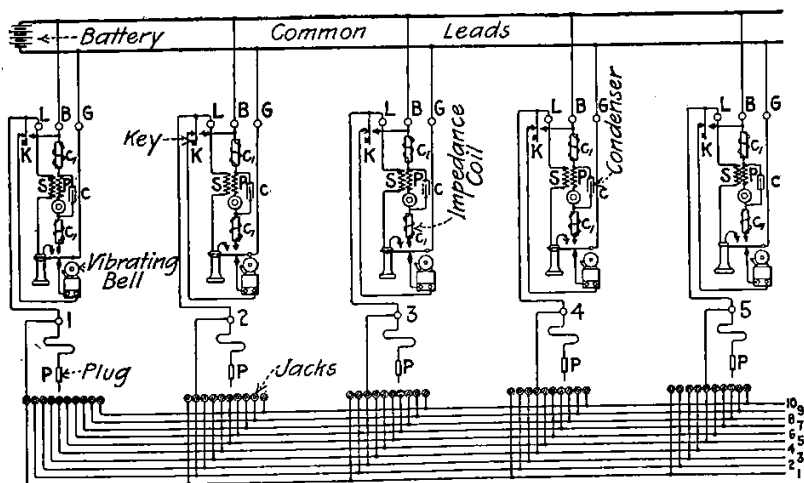 Battery Common Leads
L B G L B G L B G L B G L B G
Key
K K K K K
C₁ C₁ C₁ C₁ C₁
Impedance Coil
Condenser
S P C S P C S P C S P C S P C
C₁ C₁ C₁ C₁ C₁
Vibrating
Bell
1 2 3 4 5
P Plug P P P P
Jacks
10
9
8
7
6
5
4
3
2
1